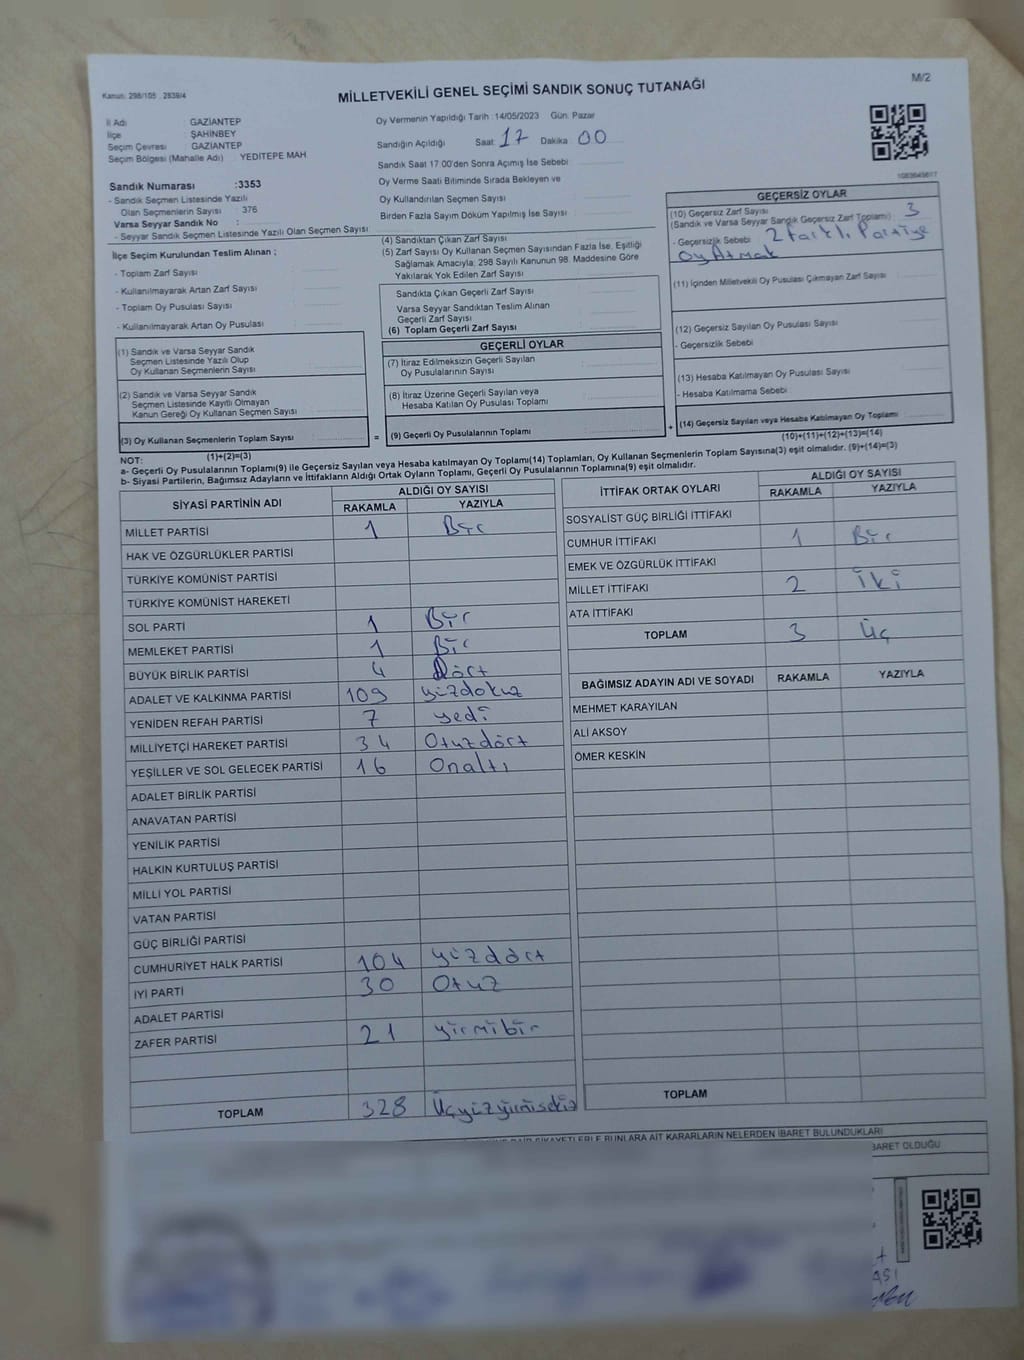 Kanun: 298/105 . 2839/4
MİLLETVEKİLİ GENEL SEÇİMİ SANDIK SONUÇ TUTANAĞI
M/2
İl Adı : GAZİANTEP
İlçe : ŞAHİNBEY
Seçim Çevresi : GAZİANTEP
Seçim Bölgesi (Mahalle Adı) YEDİTEPE MAH
Sandık Numarası :3353
- Sandık Seçmen Listesinde Yazılı
Olan Seçmenlerin Sayısı : 376
Varsa Seyyar Sandık No :
- Seyyar Sandık Seçmen Listesinde Yazılı Olan Seçmen Sayısı :
İlçe Seçim Kurulundan Teslim Alınan ;
- Toplam Zarf Sayısı :
- Kullanılmayarak Artan Zarf Sayısı :
- Toplam Oy Pusulası Sayısı :
- Kullanılmayarak Artan Oy Pusulası :
Oy Vermenin Yapıldığı Tarih :14/05/2023 Gün: Pazar
Sandığın Açıldığı Saat: 17 Dakika 00
Sandık Saat 17.00'den Sonra Açımış İse Sebebi
Oy Verme Saati Bitiminde Sırada Bekleyen ve
Oy Kullandırılan Seçmen Sayısı :
Birden Fazla Sayım Döküm Yapılmış İse Sayısı :
(4) Sandıktan Çıkan Zarf Sayısı :
(5) Zarf Sayısı Oy Kullanan Seçmen Sayısından Fazla İse, Eşitliği
Sağlamak Amacıyla; 298 Sayılı Kanunun 98. Maddesine Göre
Yakılarak Yok Edilen Zarf Sayısı :
Sandıkta Çıkan Geçerli Zarf Sayısı :
Varsa Seyyar Sandıktan Teslim Alınan
Geçerli Zarf Sayısı :
(6) Toplam Geçerli Zarf Sayısı :
GEÇERLİ OYLAR
(7) İtiraz Edilmeksizin Geçerli Sayılan
Oy Pusulalarının Sayısı :
(8) İtiraz Üzerine Geçerli Sayılan veya
Hesaba Katılan Oy Pusulası Toplamı :
(9) Geçerli Oy Pusulalarının Toplamı :
1083645617
GEÇERSİZ OYLAR
(10) Geçersiz Zarf Sayısı
(Sandık ve Varsa Seyyar Sandık Geçersiz Zarf Toplamı) : 3
- Geçersizlik Sebebi : 2 Farklı Partiye
Oy Atmak
(11) İçinden Milletvekili Oy Pusulası Çıkmayan Zarf Sayısı :
(12) Geçersiz Sayılan Oy Pusulası Sayısı :
- Geçersizlik Sebebi
(13) Hesaba Katılmayan Oy Pusulası Sayısı :
- Hesaba Katılmama Sebebi
(14) Geçersiz Sayılan veya Hesaba Katılmayan Oy Toplamı :
(10)+(11)+(12)+(13)=(14)
(1) Sandık ve Varsa Seyyar Sandık
Seçmen Listesinde Yazılı Olup
Oy Kullanan Seçmenlerin Sayısı :
(2) Sandık ve Varsa Seyyar Sandık
Seçmen Listesinde Kayıtlı Olmayan
Kanun Gereği Oy Kullanan Seçmen Sayısı :
(3) Oy Kullanan Seçmenlerin Toplam Sayısı :
(1)+(2)=(3)
NOT:
a- Geçerli Oy Pusulalarının Toplamı(9) ile Geçersiz Sayılan veya Hesaba katılmayan Oy Toplamı(14) Toplamları, Oy Kullanan Seçmenlerin Toplam Sayısına(3) eşit olmalıdır. (9)+(14)=(3)
b- Siyasi Partilerin, Bağımsız Adayların ve İttifakların Aldığı Ortak Oyların Toplamı, Geçerli Oy Pusulalarının Toplamına(9) eşit olmalıdır.
SİYASİ PARTİNİN ADI ALDIĞI OY SAYISI
RAKAMLA YAZIYLA
MİLLET PARTİSİ 1 Bir
HAK VE ÖZGÜRLÜKLER PARTİSİ
TÜRKİYE KOMÜNİST PARTİSİ
TÜRKİYE KOMÜNİST HAREKETİ
SOL PARTİ 1 Bir
MEMLEKET PARTİSİ 1 Bir
BÜYÜK BİRLİK PARTİSİ 4 Dört
ADALET VE KALKINMA PARTİSİ 109 yüzdokuz
YENİDEN REFAH PARTİSİ 7 yedi
MİLLİYETÇİ HAREKET PARTİSİ 34 Otuzdört
YEŞİLLER VE SOL GELECEK PARTİSİ 16 Onaltı
ADALET BİRLİK PARTİSİ
ANAVATAN PARTİSİ
YENİLİK PARTİSİ
HALKIN KURTULUŞ PARTİSİ
MİLLİ YOL PARTİSİ
VATAN PARTİSİ
GÜÇ BİRLİĞİ PARTİSİ
CUMHURİYET HALK PARTİSİ 104 yüzdört
İYİ PARTİ 30 Otuz
ADALET PARTİSİ
ZAFER PARTİSİ 21 yirmibir
TOPLAM 328 Üçyüzyirmisekiz
İTTİFAK ORTAK OYLARI ALDIĞI OY SAYISI
RAKAMLA YAZIYLA
SOSYALİST GÜÇ BİRLİĞİ İTTİFAKI
CUMHUR İTTİFAKI 1 Bir
EMEK VE ÖZGÜRLÜK İTTİFAKI
MİLLET İTTİFAKI 2 iki
ATA İTTİFAKI
TOPLAM 3 Üç
BAĞIMSIZ ADAYIN ADI VE SOYADI RAKAMLA YAZIYLA
MEHMET KARAYILAN
ALİ AKSOY
ÖMER KESKİN
TOPLAM
ŞİKAYETLERLE BUNLARA AİT KARARLARIN NELERDEN İBARET BULUNDUKLARI
İBARET OLDUĞU